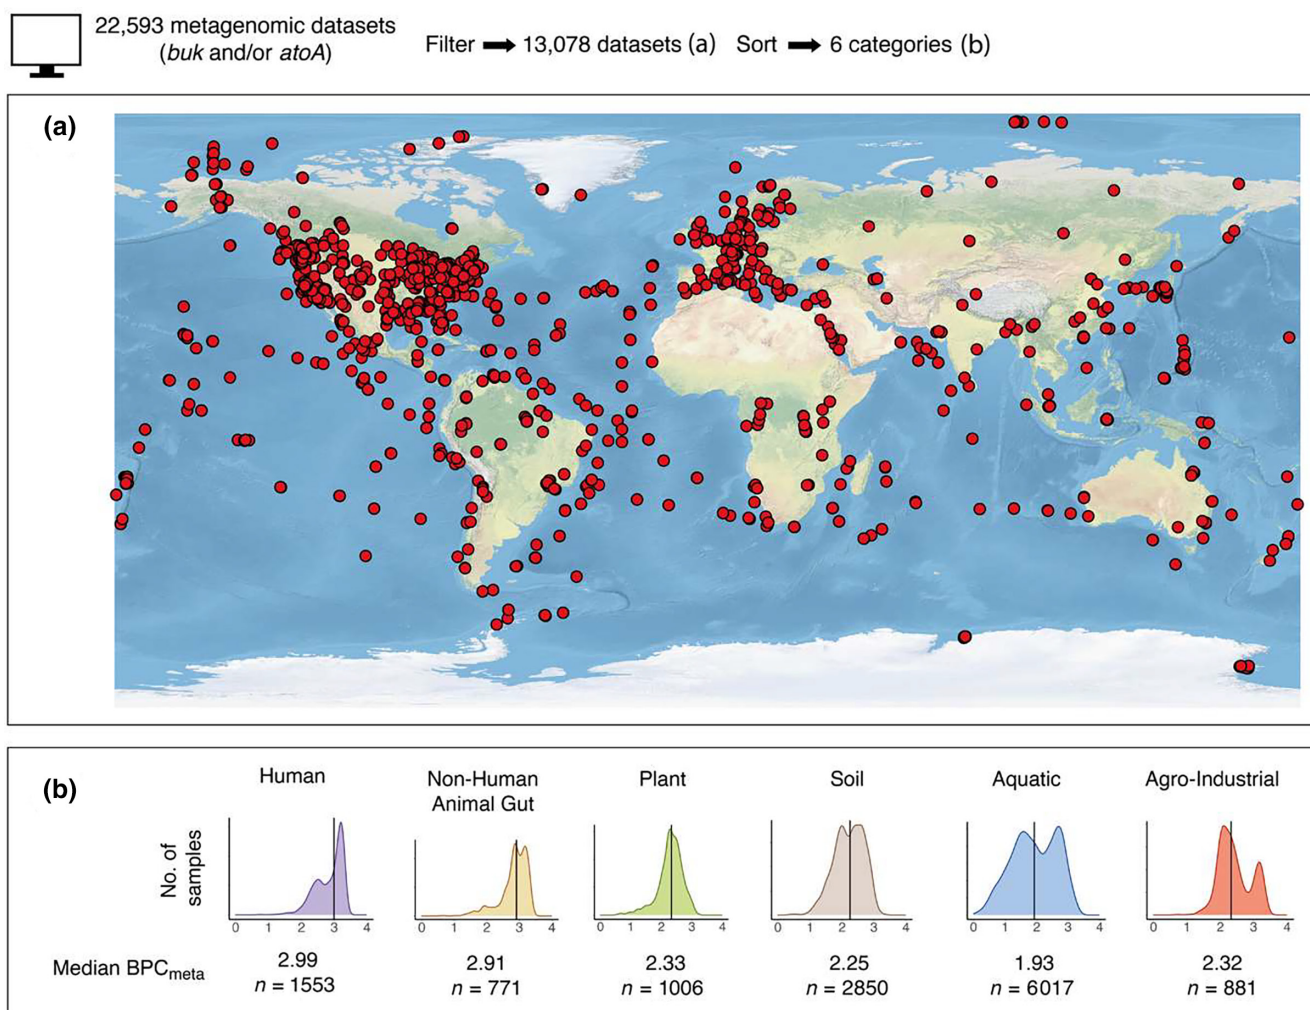 22,593 metagenomic datasets
(buk and/or atoA)
Filter → 13,078 datasets (a) Sort → 6 categories (b)
(a)
(b)
Human
Non-Human
Animal Gut
Plant
Soil
Aquatic
Agro-Industrial
No. of
samples
0 1 2 3 4
0 1 2 3 4
0 1 2 3 4
0 1 2 3 4
0 1 2 3 4
0 1 2 3 4
Median BPCmeta
2.99
n = 1553
2.91
n = 771
2.33
n = 1006
2.25
n = 2850
1.93
n = 6017
2.32
n = 881